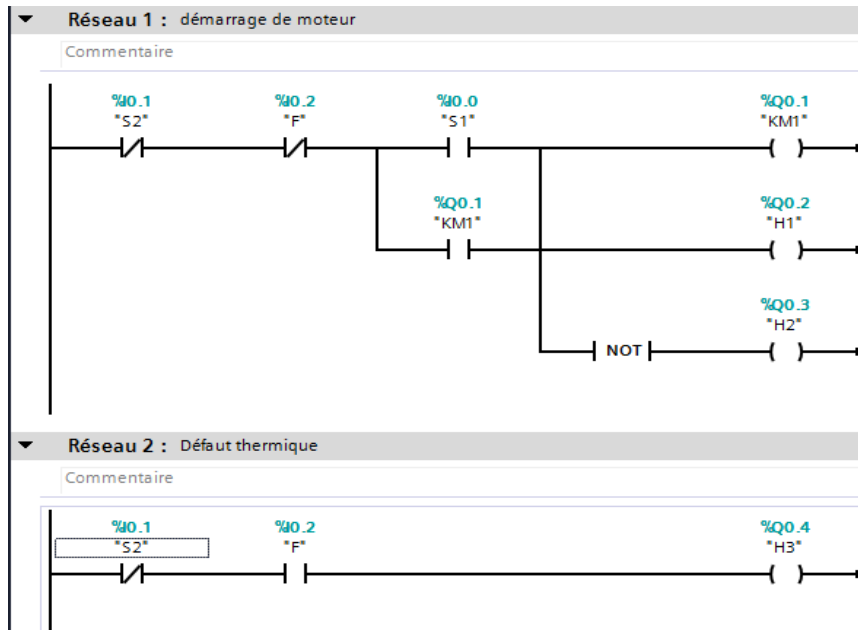 Réseau 1 : démarrage de moteur
Commentaire
%I0.1 %I0.2 %I0.0 %Q0.1
"S2" "F" "S1" "KM1"
%Q0.1 %Q0.2
"KM1" "H1"
%Q0.3
"H2"
NOT
Réseau 2 : Défaut thermique
Commentaire
%I0.1 %I0.2 %Q0.4
"S2" "F" "H3"